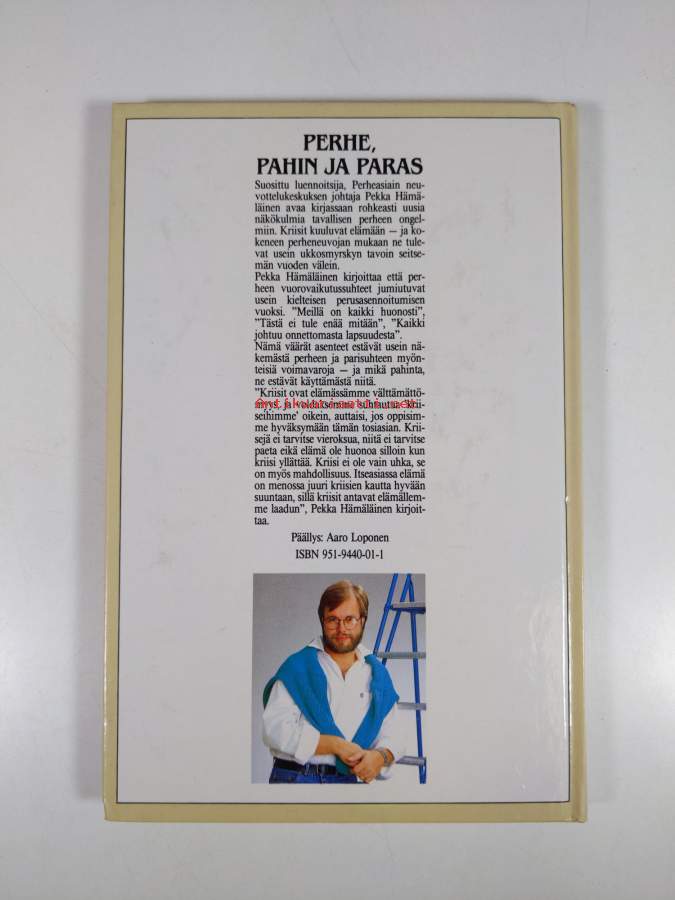 PERHE,
PAHIN JA PARAS
Suosittu luennoitsija, Perheasiain neu-
vottelukeskuksen johtaja Pekka Hämä-
läinen avaa kirjassaan rohkeasti uusia
näkökulmia tavallisen perheen ongel-
miin. Kriisit kuuluvat elämään — ja ko-
keneen perheneuvojan mukaan ne tule-
vat usein ukkosmyrskyn tavoin seitse-
män vuoden välein.
Pekka Hämäläinen kirjoittaa että per-
heen vuorovaikutussuhteet jumiutuvat
usein kielteisen perusasennoitumisen
vuoksi. "Meillä on kaikki huonosti",
"Tästä ei tule enää mitään", "Kaikki
johtuu onnettomasta lapsuudesta".
Nämä väärät asenteet estävät usein nä-
kemästä perheen ja parisuhteen myön-
teisiä voimavaroja — ja mikä pahinta,
ne estävät käyttämästä niitä.
"Kriisit ovat elämässämme välttämättö-
myys ja
seihimme' oikein, auttaisi, jos oppisim-
me hyväksymään tämän tosiasian. Krii-
sejä ei tarvitse vieroksua, niitä ei tarvitse
paeta eikä elämä ole huonoa silloin kun
kriisi yllättää. Kriisi ei ole vain uhka, se
on myös mahdollisuus. Itseasiassa elämä
on menossa juuri kriisien kautta hyvään
suuntaan, sillä kriisit antavat elämällem-
me laadun", Pekka Hämäläinen kirjoit-
taa.
Päällys: Aaro Loponen
ISBN 951-9440-01-1